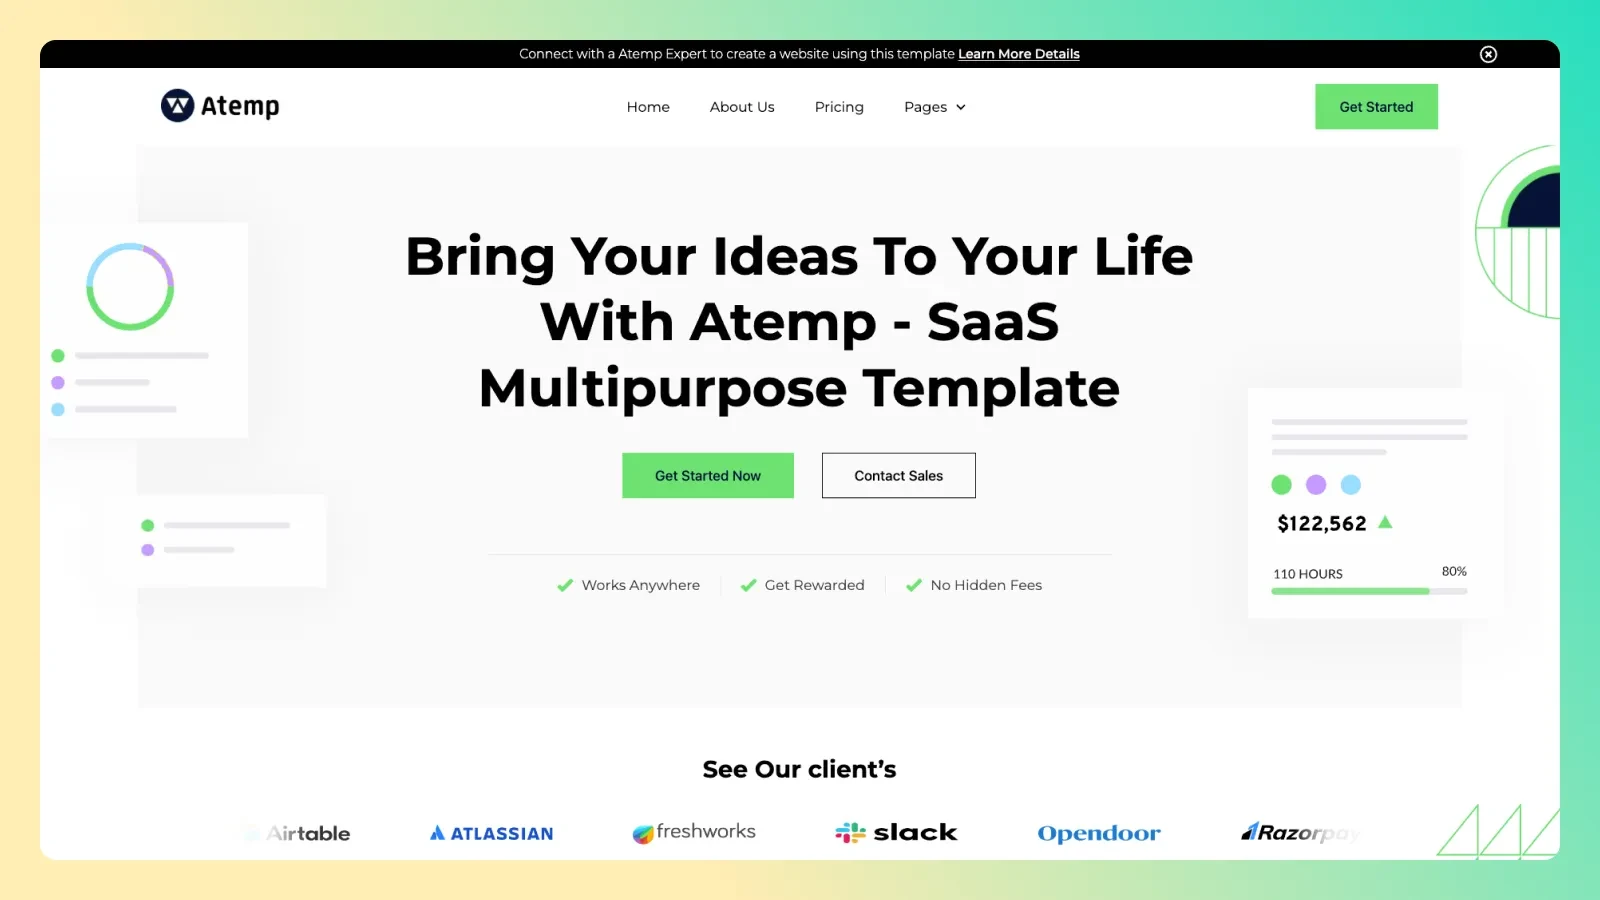 Connect with a Atemp Expert to create a website using this template Learn More Details
Atemp
Home
About Us
Pricing
Pages
Get Started
Bring Your Ideas To Your Life
With Atemp - SaaS
Multipurpose Template
Get Started Now
Contact Sales
Works Anywhere
Get Rewarded
No Hidden Fees
$122,562
110 HOURS
80%
See Our client’s
Airtable
ATLASSIAN
freshworks
slack
Opendoor
Razorpay